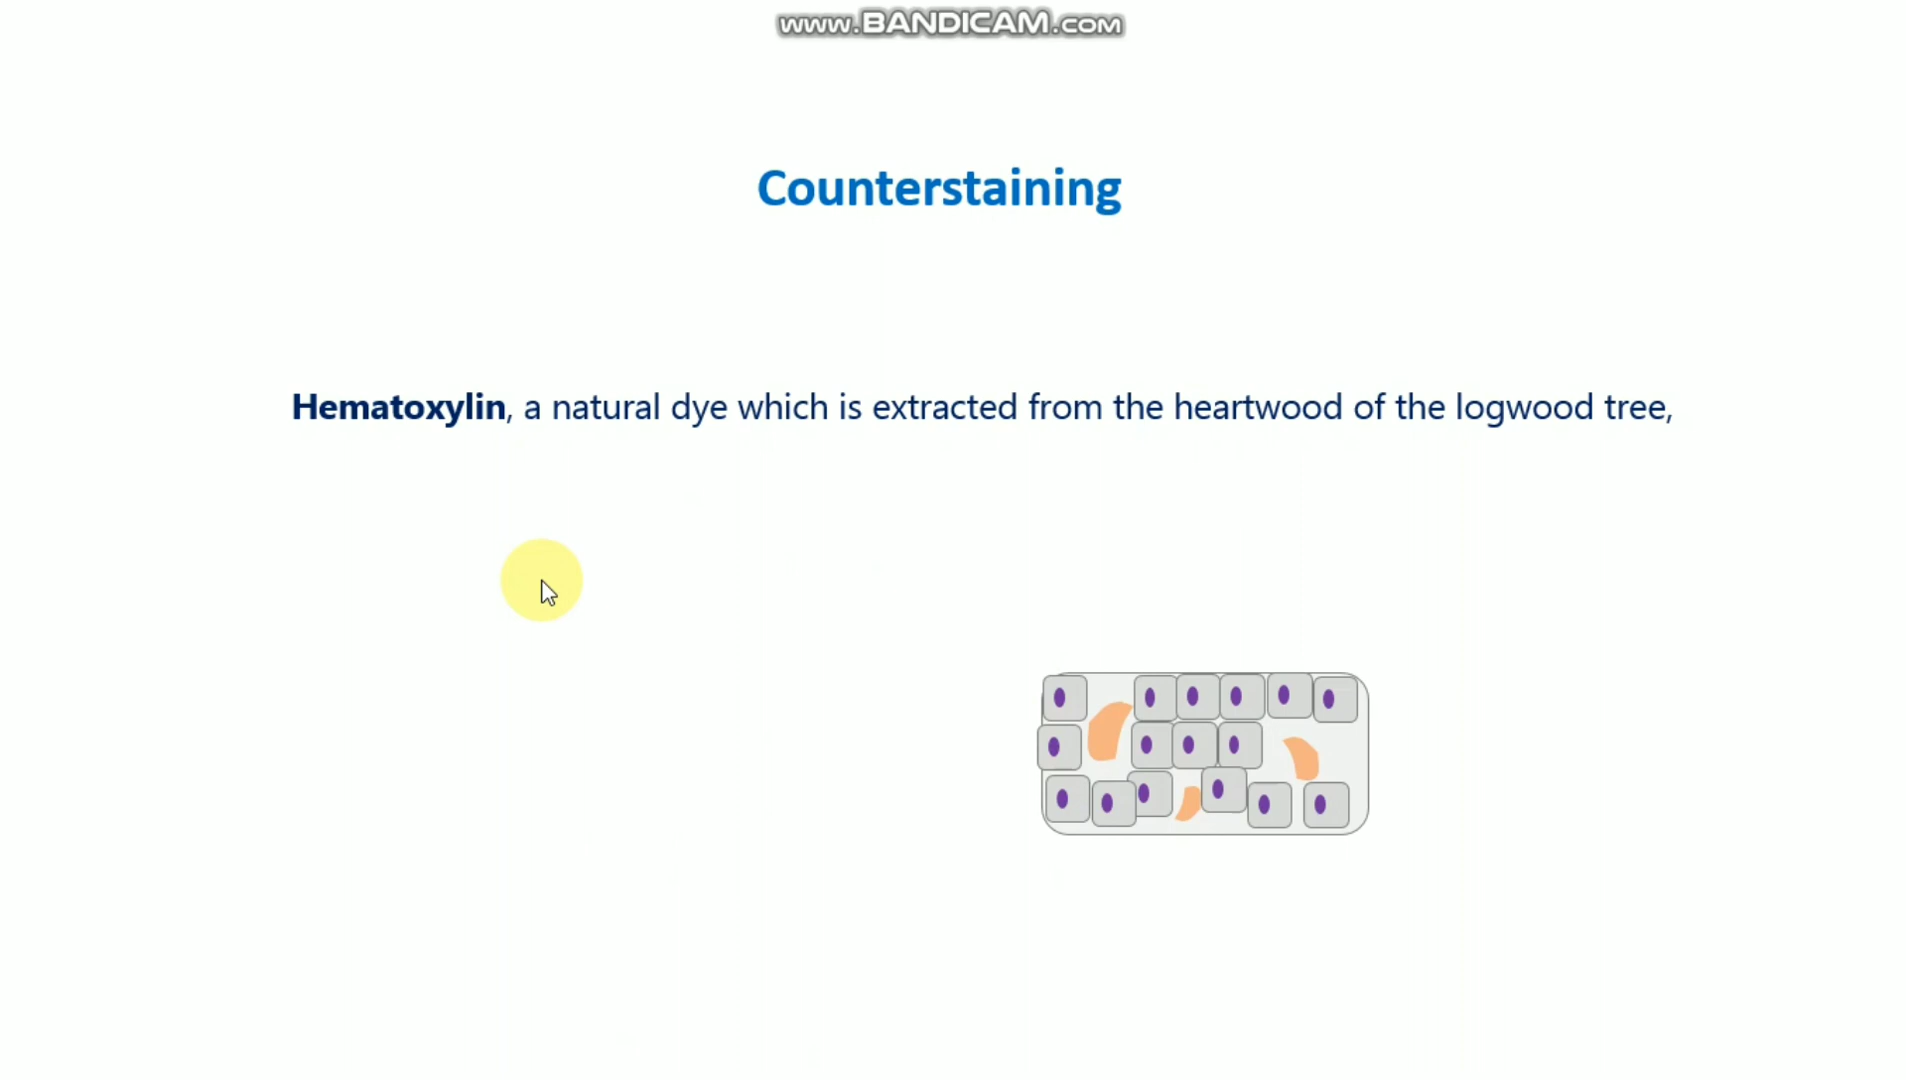 www.BANDICAM.com
Counterstaining
Hematoxylin, a natural dye which is extracted from the heartwood of the logwood tree,